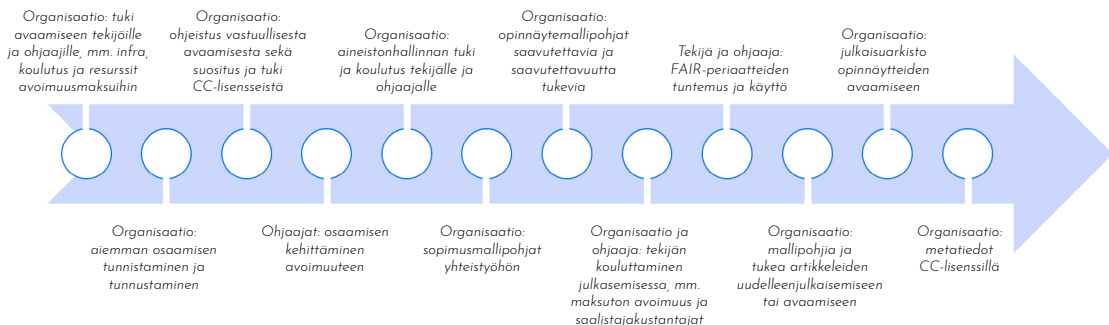 Organisaatio: tuki
avaamiseen tekijöille
ja ohjaajille, mm. infra,
koulutus ja resurssit
avoimuusmaksuihin
Organisaatio:
aiemman osaamisen
tunnistaminen ja
tunnustaminen
Organisaatio:
ohjeistus vastuullisesta
avaamisesta sekä
suositus ja tuki
CC-lisensseistä
Ohjaajat: osaamisen
kehittäminen
avoimuuteen
Organisaatio:
aineistonhallinnan tuki
ja koulutus tekijälle ja
ohjaajalle
Organisaatio:
sopimusmallipohjat
yhteistyöhön
Organisaatio:
opinnäytemallipohjat
saavutettavia ja
saavutettavuutta
tukevia
Organisaatio ja
ohjaaja: tekijän
kouluttaminen
julkasemisessa, mm.
maksuton avoimuus ja
saalistajakustantajat
Tekijä ja ohjaaja:
FAIR-periaatteiden
tuntemus ja käyttö
Organisaatio:
mallipohjia ja
tukea artikkeleiden
uudelleenjulkaisemiseen
tai avaamiseen
Organisaatio:
julkaisuarkisto
opinnäytteiden
avaamiseen
Organisaatio:
metatiedot
CC-lisenssillä